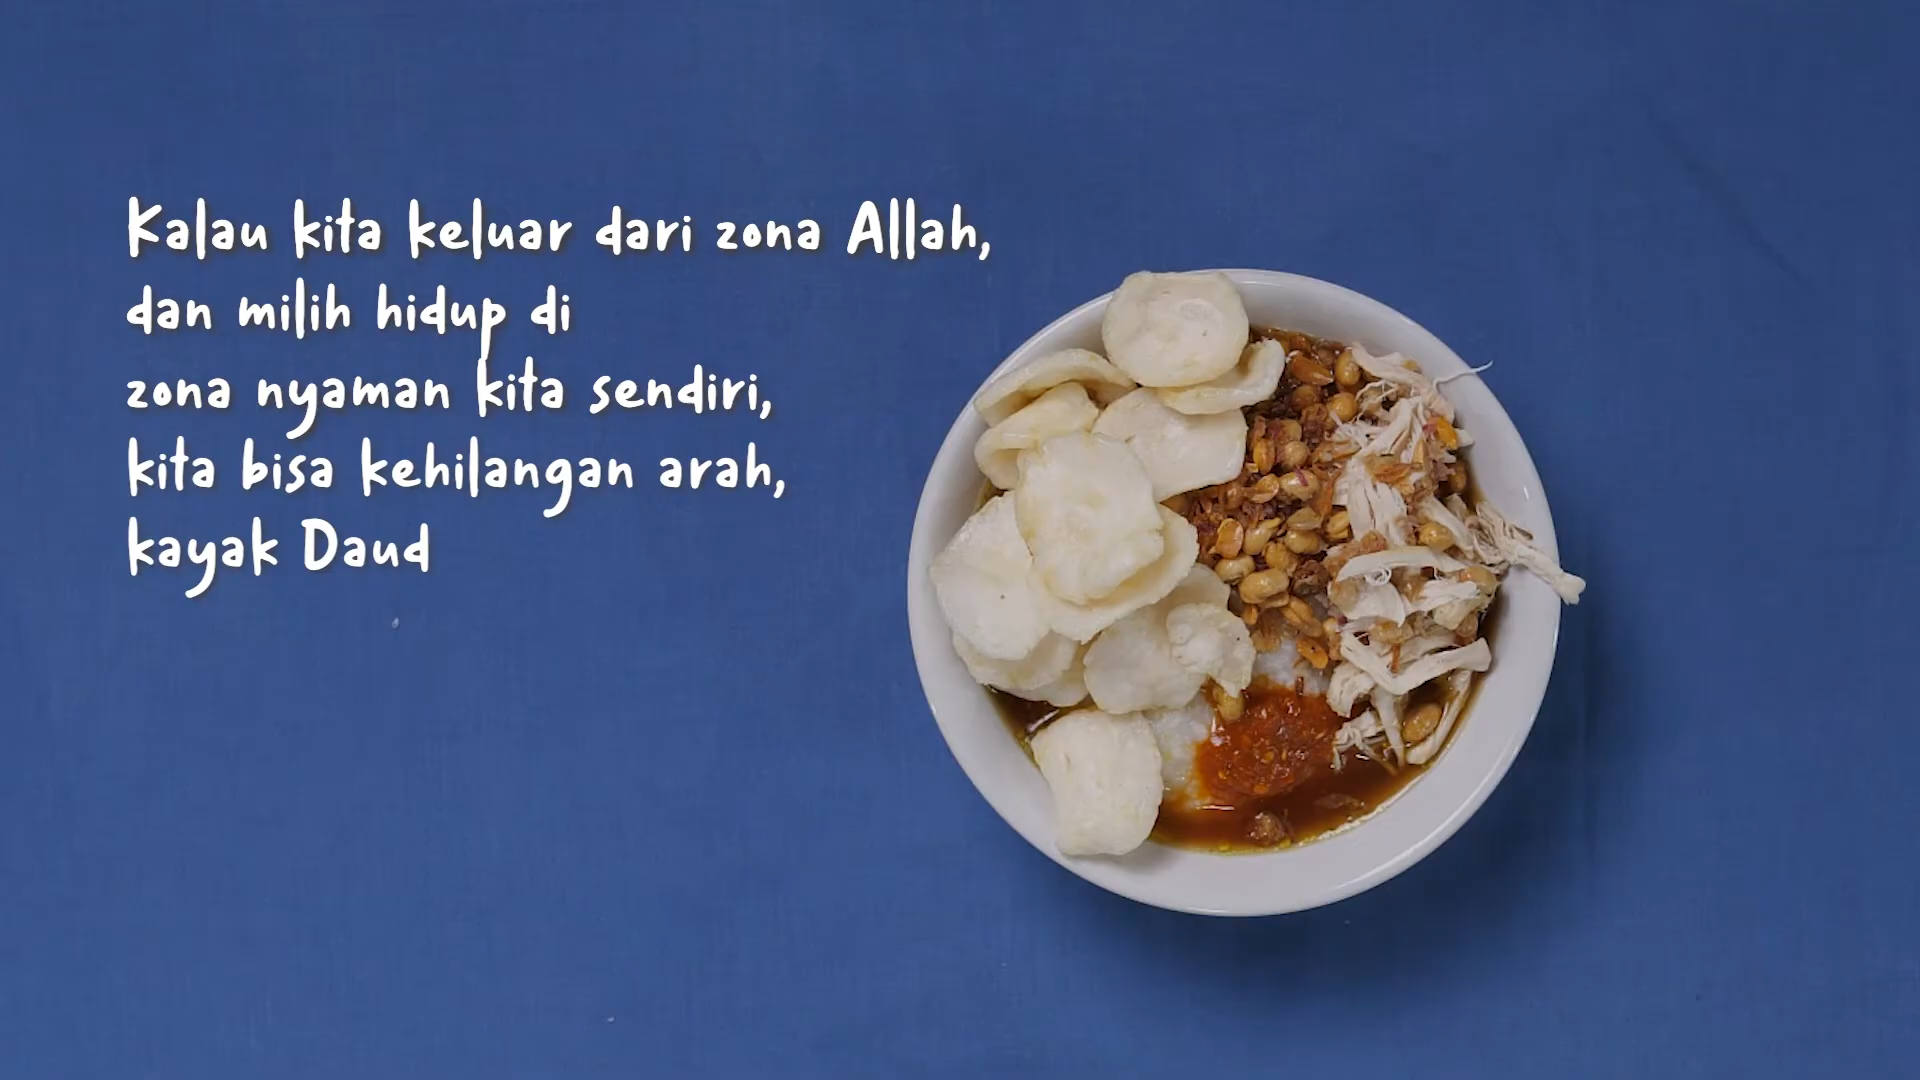 Kalau kita keluar dari zona Allah,
dan milih hidup di
zona nyaman kita sendiri,
kita bisa kehilangan arah,
kayak Daud